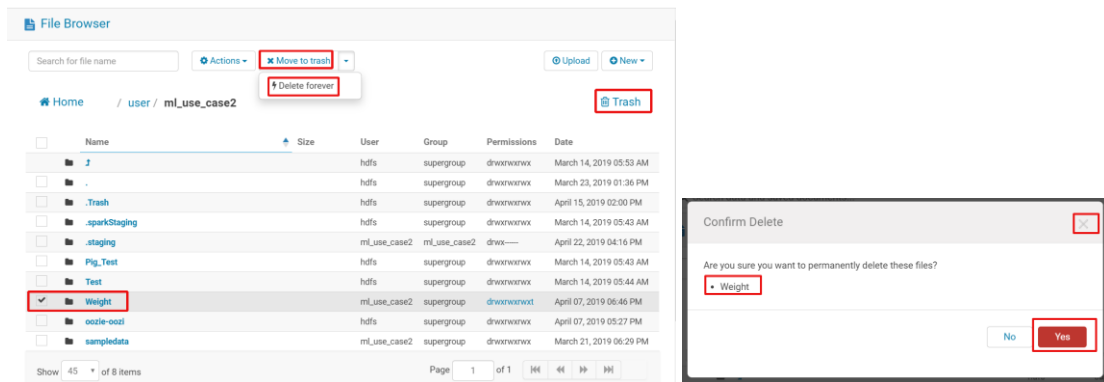 File Browser
Search for file name Actions Move to trash Upload New
Delete forever
Home / user / ml_use_case2 Trash
Name Size User Group Permissions Date
hdfs supergroup drwxrwxrwx March 14, 2019 05:53 AM
. hdfs supergroup drwxrwxrwx March 23, 2019 01:36 PM
.Trash hdfs supergroup drwxrwxrwx April 15, 2019 02:00 PM
.sparkStaging hdfs supergroup drwxrwxrwx March 14, 2019 05:43 AM
.staging ml_use_case2 ml_use_case2 drwx------ April 22, 2019 04:16 PM
Pig_Test hdfs supergroup drwxrwxrwx March 14, 2019 05:43 AM
Test hdfs supergroup drwxrwxrwx March 14, 2019 05:44 AM
Weight ml_use_case2 supergroup drwxrwxrwxt April 07, 2019 06:46 PM
oozie-oozi hdfs supergroup drwxrwxrwx April 07, 2019 05:27 PM
sampledata ml_use_case2 supergroup drwxrwxrwx March 21, 2019 06:29 PM
Show 45 of 8 items Page 1 of 1
Confirm Delete
Are you sure you want to permanently delete these files?
• Weight
No Yes